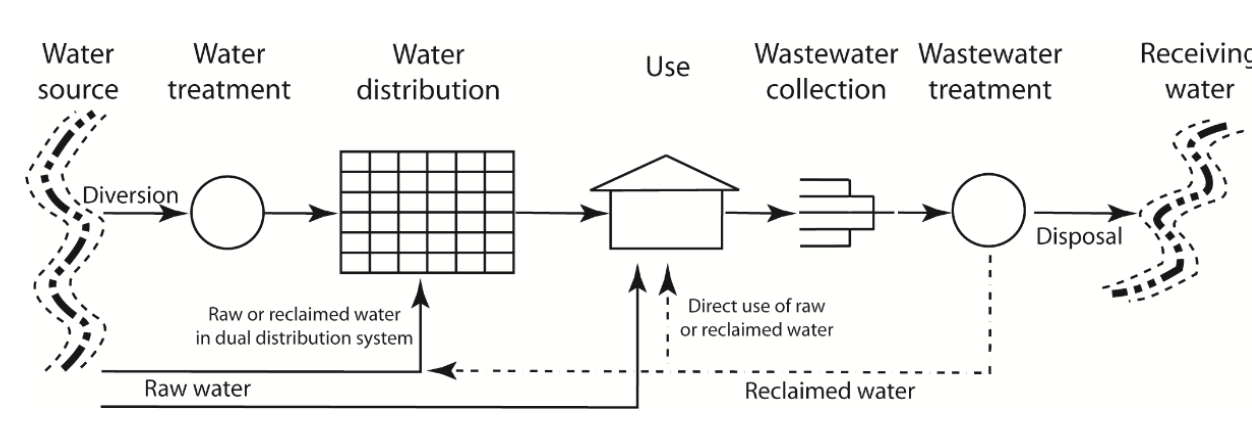 Water
source
Water
treatment
Water
distribution
Use
Wastewater
collection
Wastewater
treatment
Receiving
water
Diversion
Disposal
Raw or reclaimed water
in dual distribution system
Direct use of raw
or reclaimed water
Raw water
Reclaimed water